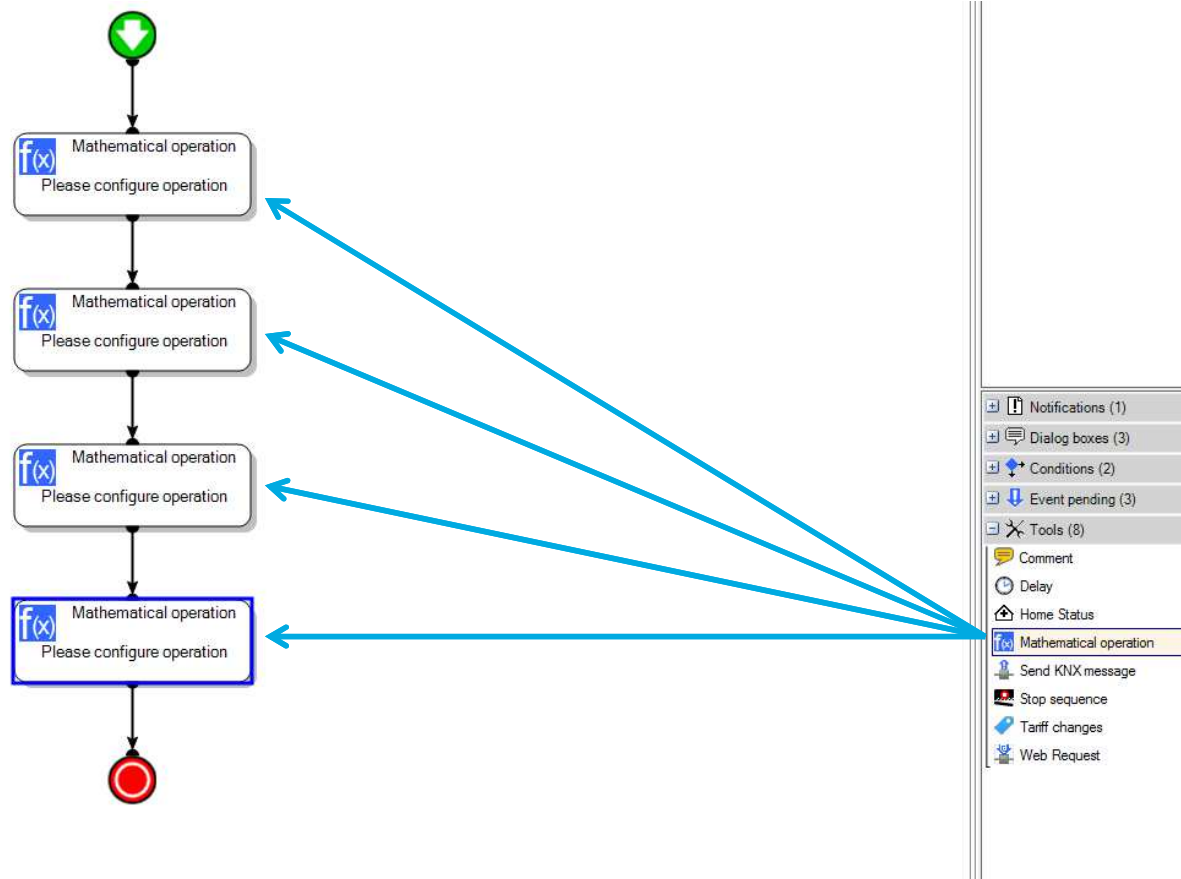 f(x) Mathematical operation
Please configure operation
f(x) Mathematical operation
Please configure operation
f(x) Mathematical operation
Please configure operation
f(x) Mathematical operation
Please configure operation
Notifications (1)
Dialog boxes (3)
Conditions (2)
Event pending (3)
Tools (8)
Comment
Delay
Home Status
f(x) Mathematical operation
Send KNX message
Stop sequence
Tariff changes
Web Request